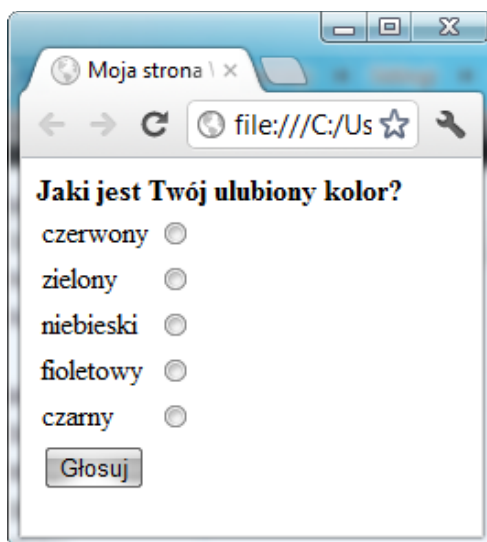 Moja strona \
file:///C:/Us
Jaki jest Twój ulubiony kolor?
czerwony
zielony
niebieski
fioletowy
czarny
Głosuj